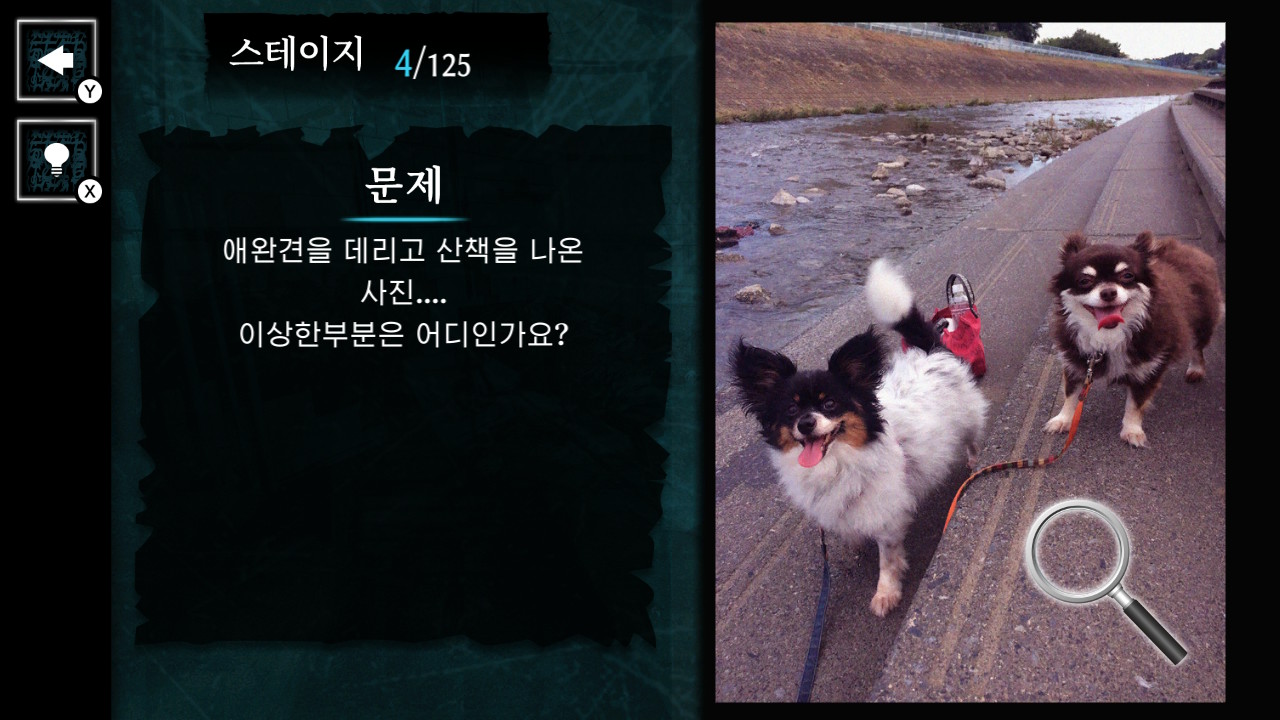 스테이지 4/125
Y
X
문제
애완견을 데리고 산책을 나온
사진....
이상한부분은 어디인가요?